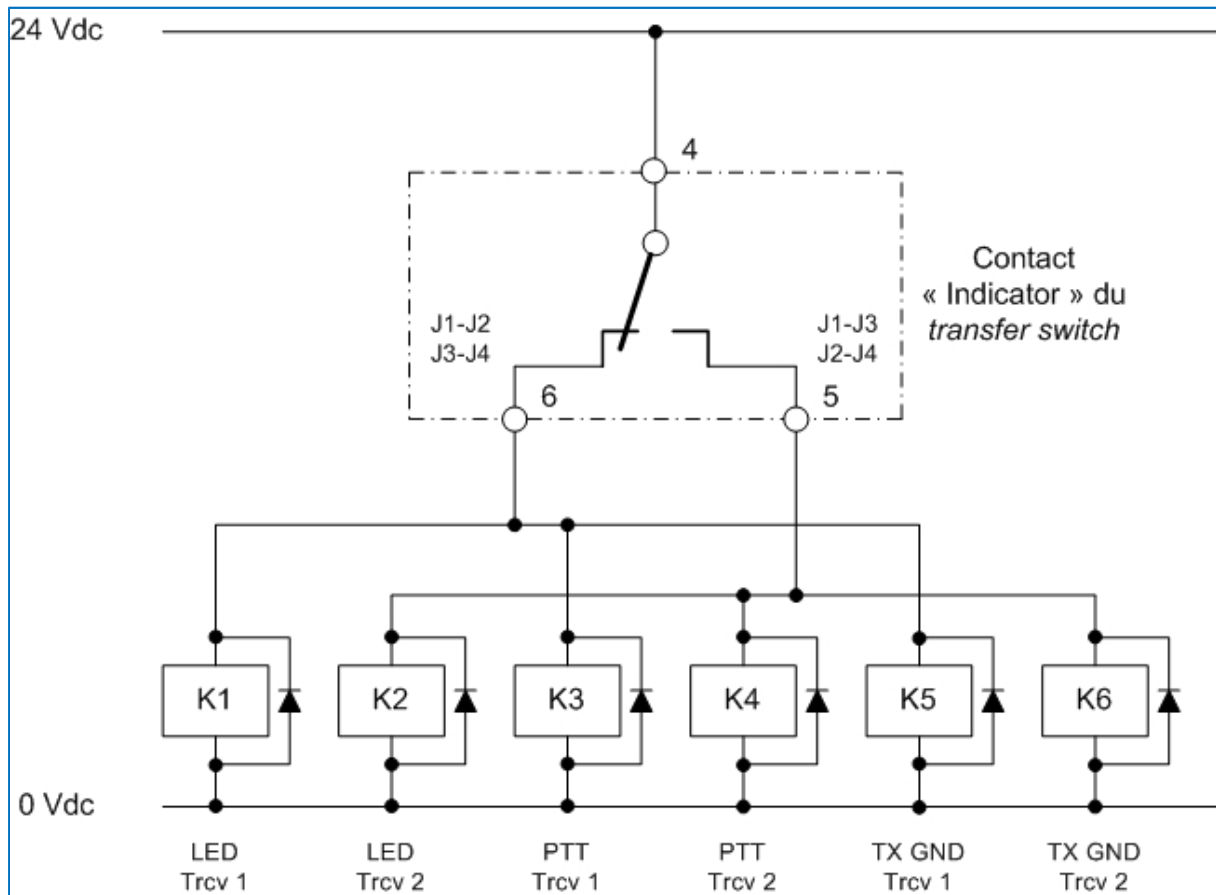 24 Vdc
4
Contact
« Indicator » du
transfer switch
J1-J2
J3-J4
J1-J3
J2-J4
6
5
K1
K2
K3
K4
K5
K6
0 Vdc
LED
Trcv 1
LED
Trcv 2
PTT
Trcv 1
PTT
Trcv 2
TX GND
Trcv 1
TX GND
Trcv 2